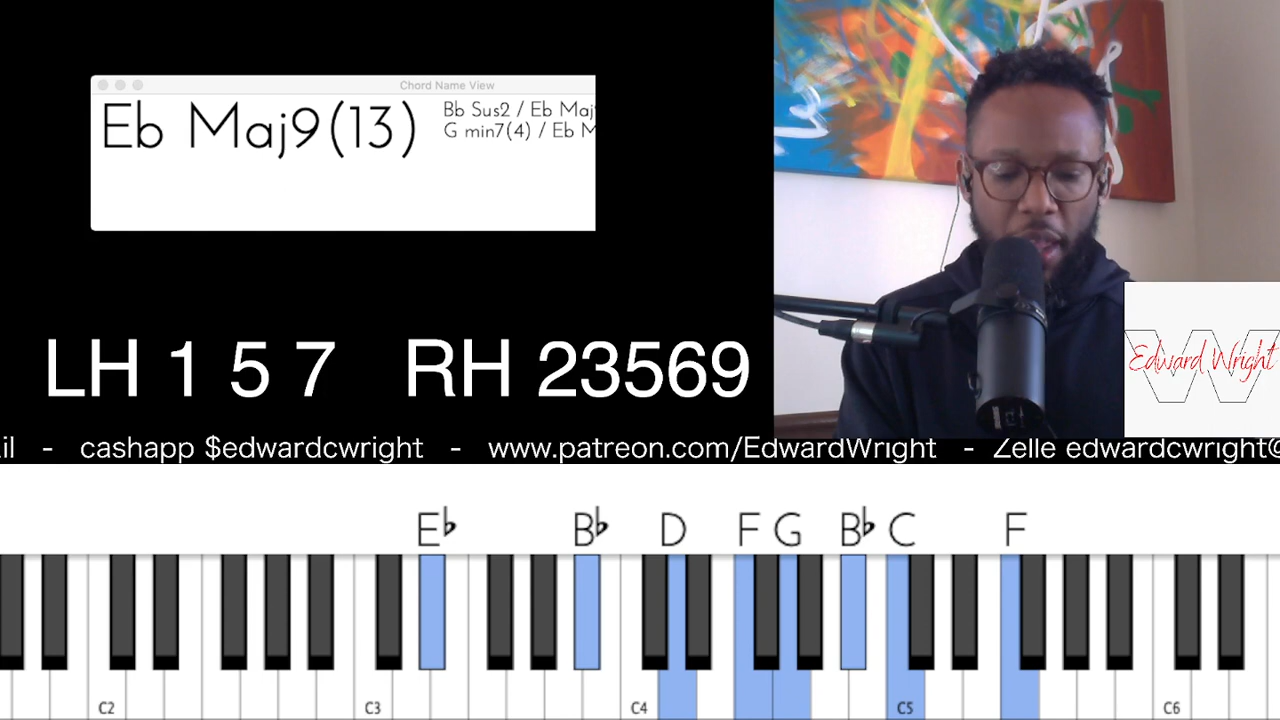 Chord Name View
Eb Maj9(13)
Bb Sus2 / Eb Maj
G min7(4) / Eb M
LH 1 5 7 RH 23569
Edward Wright
il - cashapp $edwardcwright - www.patreon.com/EdwardWright - Zelle edwardcwright@
E♭ B♭ D F G B♭ C F
C2 C3 C4 C5 C6